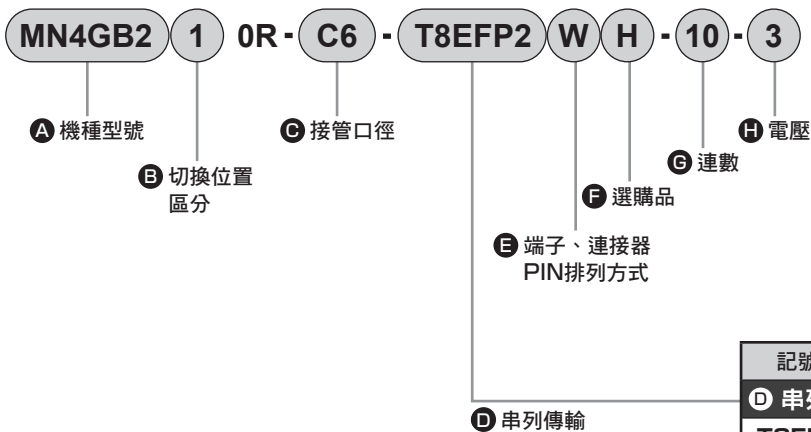 MN4GB2 1 0R - C6 - T8EFP2 W H - 10 - 3
A 機種型號
C 接管口徑
H 電壓
B 切換位置
區分
G 連數
F 選購品
E 端子、連接器
PIN排列方式
記號
D 串列傳輸
D 串列